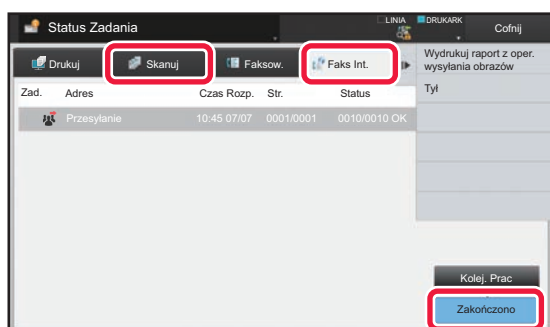 Status Zadania
LINIA
DRUKARK
Cofnij
Drukuj
Skanuj
Faksow.
Faks Int.
Wydrukuj raport z oper.
wysyłania obrazów
Tył
Zad. Adres Czas Rozp. Str. Status
Przesyłanie 10:45 07/07 0001/0001 0010/0010 OK
Kolej. Prac
Zakończono